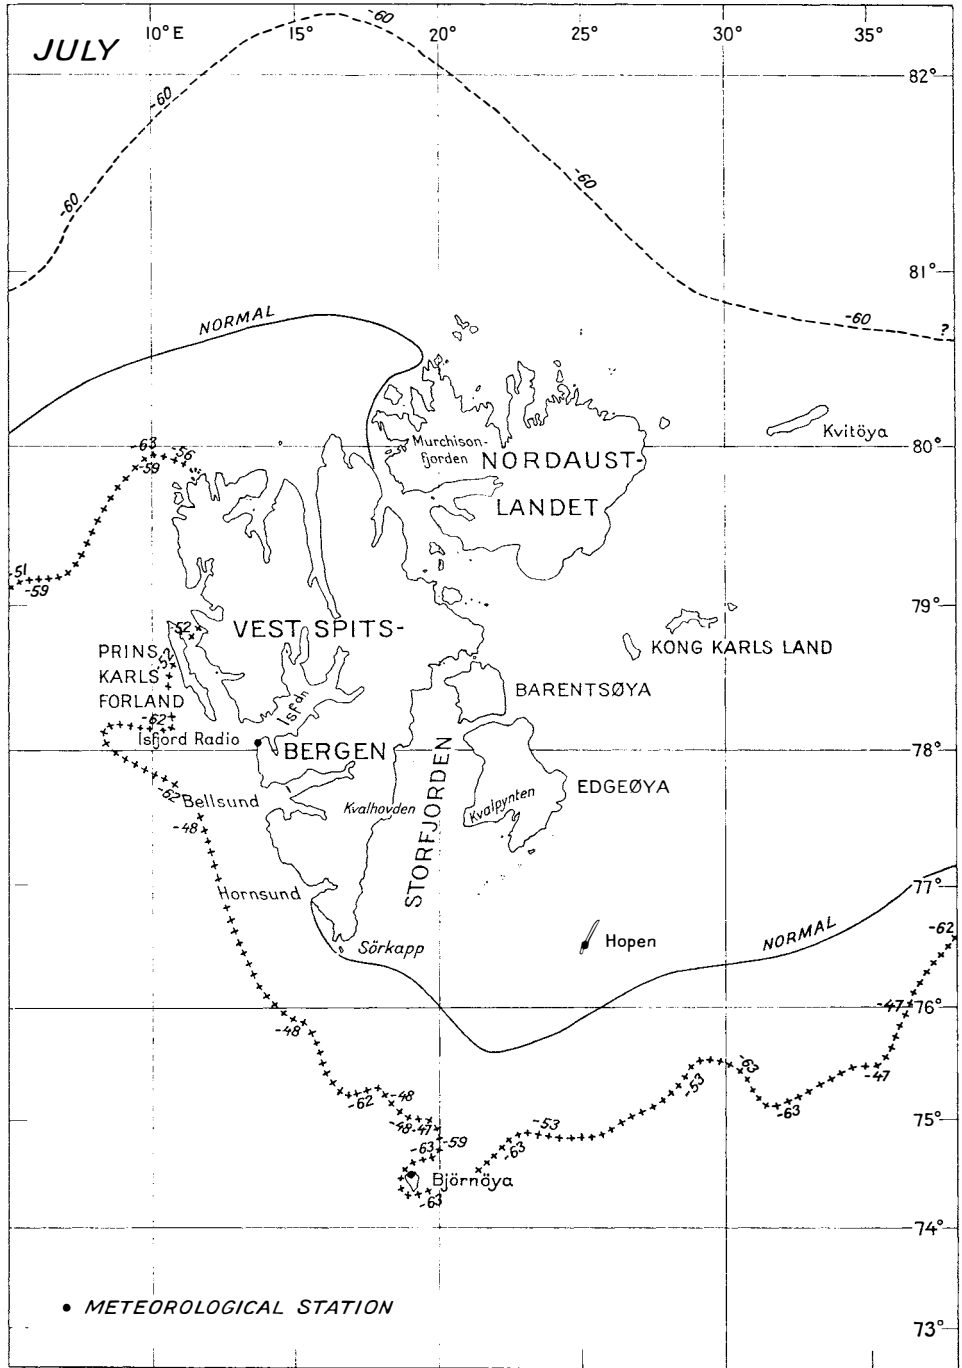 JULY
10°E
15°
20°
25°
30°
35°
-60
82°
-60
-60
-60
81°
NORMAL
-60
?
Murchison-
fjorden
Kvitöya
-63
-56
-59
80°
NORDAUST-
LANDET
-51
-59
79°
-52
VEST SPITS-
KONG KARLS LAND
PRINS
KARLS
FORLAND
-52
BARENTSØYA
-62
Isfjord Radio
BERGEN
78°
-62
Bellsund
Kvalhovden
STORFJORDEN
Kvalpynten
EDGEØYA
-48
77°
Hornsund
Sörkapp
Hopen
NORMAL
-62
-48
-47
76°
-62
-48
-53
-63
-47
-48
-47
-53
-63
75°
-63
-59
-63
Björnöya
-63
74°
• METEOROLOGICAL STATION
73°